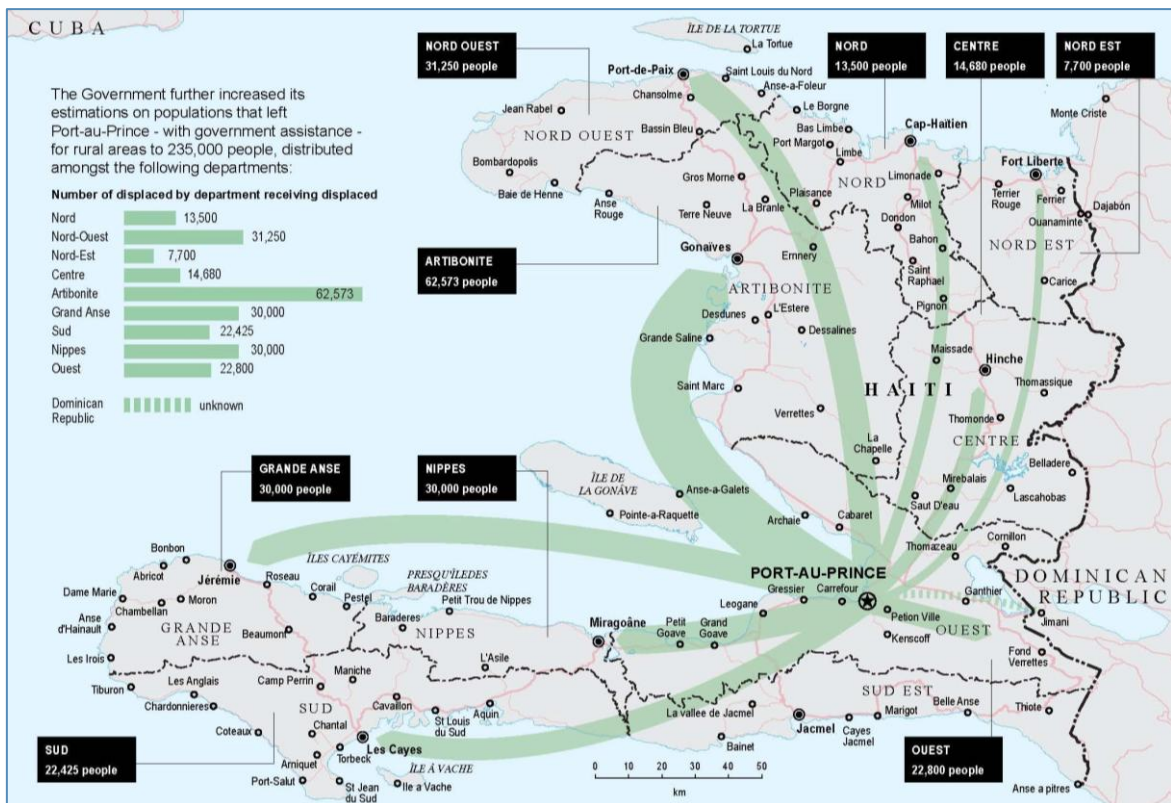 CUBA
The Government further increased its
estimations on populations that left
Port-au-Prince - with government assistance -
for rural areas to 235,000 people, distributed
amongst the following departments:
Number of displaced by department receiving displaced
Nord 13,500
Nord-Ouest 31,250
Nord-Est 7,700
Centre 14,680
Artibonite 62,573
Grand Anse 30,000
Sud 22,425
Nippes 30,000
Ouest 22,800
Dominican
Republic
unknown
NORD OUEST
31,250 people
NORD
13,500 people
CENTRE
14,680 people
NORD EST
7,700 people
ARTIBONITE
62,573 people
GRANDE ANSE
30,000 people
NIPPES
30,000 people
SUD
22,425 people
OUEST
22,800 people
ÎLE DE LA TORTUE
La Tortue
Port-de-Paix
Saint Louis du Nord
Chansolme
Anse-a-Foleur
Jean Rabel
Le Borgne
NORD OUEST
Bassin Bleu
Bas Limbe
Port Margot
Limbe
Cap-Haïtien
Monte Criste
Bombardopolis
Baie de Henne
Anse
Rouge
Gros Morne
Terre Neuve
La Branle
Plaisance
NORD
Limonade
Milot
Dondon
Fort Liberte
Terrier
Rouge
Ferrier
Ouanaminte
Dajabón
NORD EST
Gonaïves
Ernnery
Bahon
Saint
Raphael
Pignon
Carice
ARTIBONITE
L'Estere
Desdunes
Dessalines
Grande Saline
Maissade
Hinche
HAITI
Saint Marc
Thomassique
Verrettes
Thomonde
CENTRE
La
Chapelle
Belladere
Mirebalais
Lascahobas
Saut D'eau
ÎLE DE
LA GONÂVE
Anse-a-Galets
Pointe-a-Raquette
Archaie
Cabaret
Cornillon
Thomazeau
PORT-AU-PRINCE
DOMINICAN
REPUBLIC
Gressier
Carrefour
Ganthier
Jimani
Leogane
Petion Ville
OUEST
Kenscoff
Fond
Verrettes
Bonbon
Abricot
Jérémie
Roseau
ÎLES CAYÉMITES
PRESQU'ÎLEDES
BARADÈRES
Corail
Pestel
Petit Trou de Nippes
Dame Marie
Chambellan
Moron
Anse
d'Hainault
GRANDE
ANSE
Beaumont
Baraderes
NIPPES
Miragoâne
Petit
Goave
Grand
Goave
Les Irois
L'Asile
Maniche
Tiburon
Les Anglais
Camp Perrin
Chardonnieres
SUD
Cavaillon
St Louis
du Sud
Aquin
Coteaux
Chantal
Les Cayes
Torbeck
Arniquet
Port-Salut
St Jean
du Sud
ÎLE À VACHE
Ile a Vache
SUD EST
La vallee de Jacmel
Jacmel
Bainet
Cayes
Jacmel
Marigot
Belle Anse
Thiote
Anse a pitres
0 10 20 30 40 50
km